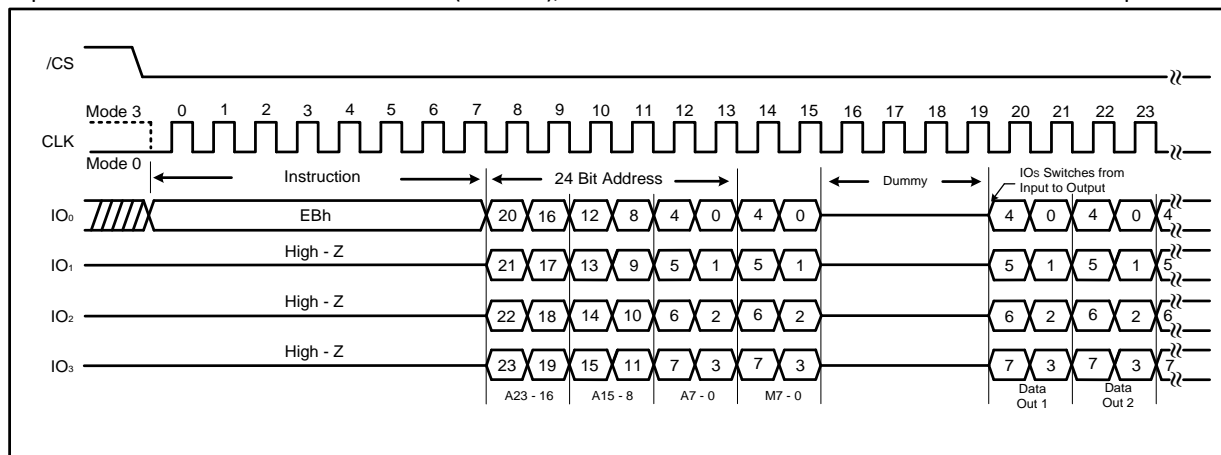 /CS
Mode 3 0 1 2 3 4 5 6 7 8 9 10 11 12 13 14 15 16 17 18 19 20 21 22 23
CLK
Mode 0
Instruction 24 Bit Address Dummy IOs Switches from
Input to Output
IO₀ EBh 20 16 12 8 4 0 4 0 4 0 4 0 4
High - Z
IO₁ 21 17 13 9 5 1 5 1 5 1 5 1 5
High - Z
IO₂ 22 18 14 10 6 2 6 2 6 2 6 2 6
High - Z
IO₃ 23 19 15 11 7 3 7 3 7 3 7 3 7
A23 - 16 A15 - 8 A7 - 0 M7 - 0 Data Data
Out 1 Out 2